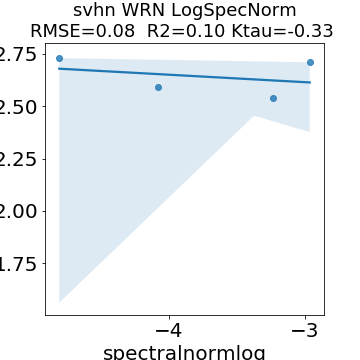 svhn WRN LogSpecNorm
RMSE=0.08 R2=0.10 Ktau=-0.33
2.75
2.50
2.25
2.00
1.75
−4 −3
spectralnormlog